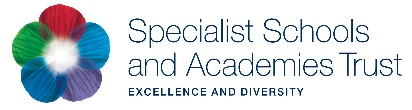 Specialist Schools
and Academies Trust
EXCELLENCE AND DIVERSITY